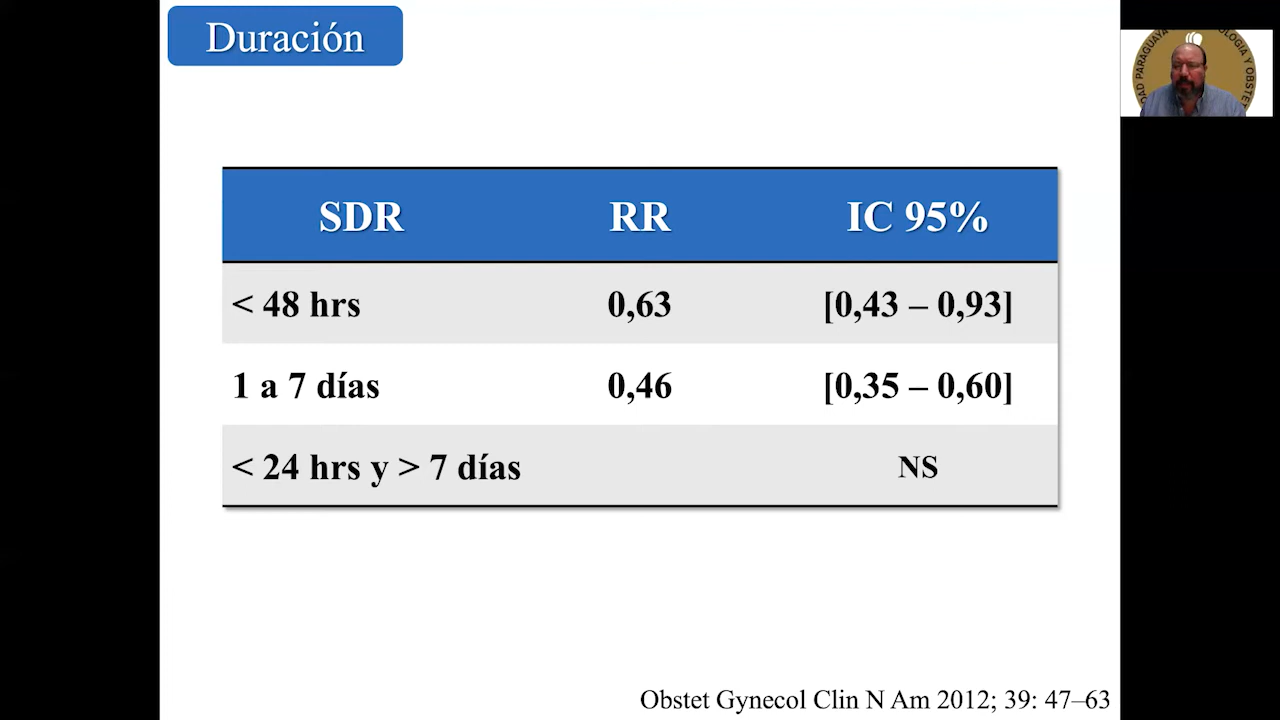 Duración
SDR RR IC 95%
< 48 hrs 0,63 [0,43 – 0,93]
1 a 7 días 0,46 [0,35 – 0,60]
< 24 hrs y > 7 días NS
Obstet Gynecol Clin N Am 2012; 39: 47–63
PARAGUAYA
Y